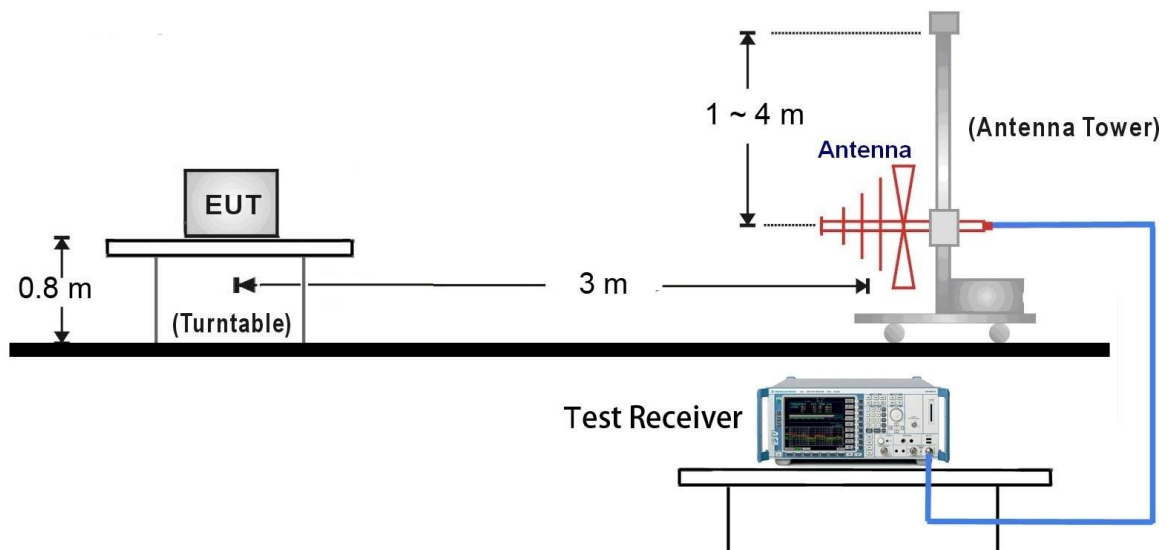 1 ~ 4 m
(Antenna Tower)
Antenna
EUT
0.8 m
3 m
(Turntable)
Test Receiver